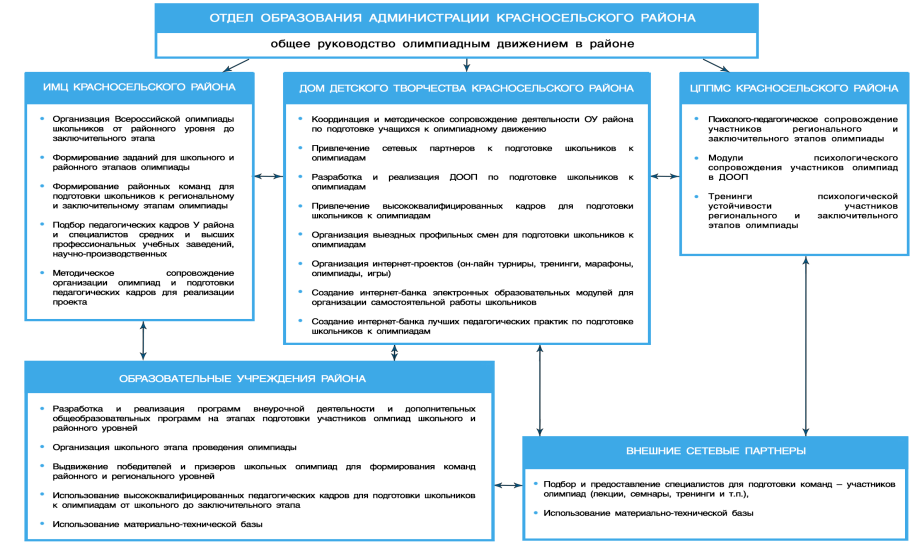 ОТДЕЛ ОБРАЗОВАНИЯ АДМИНИСТРАЦИИ КРАСНОСЕЛЬСКОГО РАЙОНА
общее руководство олимпиадным движением в районе
ИМЦ КРАСНОСЕЛЬСКОГО РАЙОНА
• Организация Всероссийской олимпиады
школьников от районного уровня до
заключительного этапа
• Формирование заданий для школьного и
районного эталаов олимпиады
• Формирование районных команд для
подготовки школьников к региональному
и заключительному этапам олимпиады
• Подбор педагогических кадров У района
и специалистов средних и высших
профессиональных учебных заведений,
научно-производственных
• Методическое сопровождение
организации олимпиад и подготовки
педагогических кадров для реализации
проекта
ДОМ ДЕТСКОГО ТВОРЧЕСТВА КРАСНОСЕЛЬСКОГО РАЙОНА
• Координация и методическое сопровождение деятельности ОУ района
по подготовке учащихся к олимпиадному движению
• Привлечение сетевых партнеров к подготовке школьников к
олимпиадам
• Разработка и реализация ДООП по подготовке школьников к
олимпиадам
• Привлечение высококвалифицированных кадров для подготовки
школьников к олимпиадам
• Организация выездных профильных смен для подготовки школьников к
олимпиадам
• Организация интернет-проектов (он-лайн турниры, тренинги, марафоны,
олимпиады, игры)
• Создание интернет-банка электронных образовательных модулей для
организации самостоятельной работы школьников
• Создание интернет-банка лучших педагогических практик по подготовке
школьников к олимпиадам
ЦППМС КРАСНОСЕЛЬСКОГО РАЙОНА
• Психолого-педагогическое сопровождение
участников регионального и
заключительного этапов олимпиады
• Модули психологического
сопровождения участников олимпиад
в ДООП
• Тренинги психологической
устойчивости участников
регионального и заключительного
этапов олимпиады
ОБРАЗОВАТЕЛЬНЫЕ УЧРЕЖДЕНИЯ РАЙОНА
• Разработка и реализация программ внеурочной деятельности и дополнительных
общеобразовательных программ на этапах подготовки участников олмпиад школьного и
районного уровней
• Организация школьного этапа проведения олимпиады
• Выдвижение победителей и призеров школьных олимпиад для формирования команд
районного и регионального уровней
• Использование высококвалифицированных педагогических кадров для подготовки школьников
к олимпиадам от школьного до заключительного этапа
• Использование материально-технической базы
ВНЕШНИЕ СЕТЕВЫЕ ПАРТНЕРЫ
• Подбор и предоставление специалистов для подготовки команд – участников
олимпиад (лекции, семнары, тренинги и т.п.),
• Использование материально-технической базы